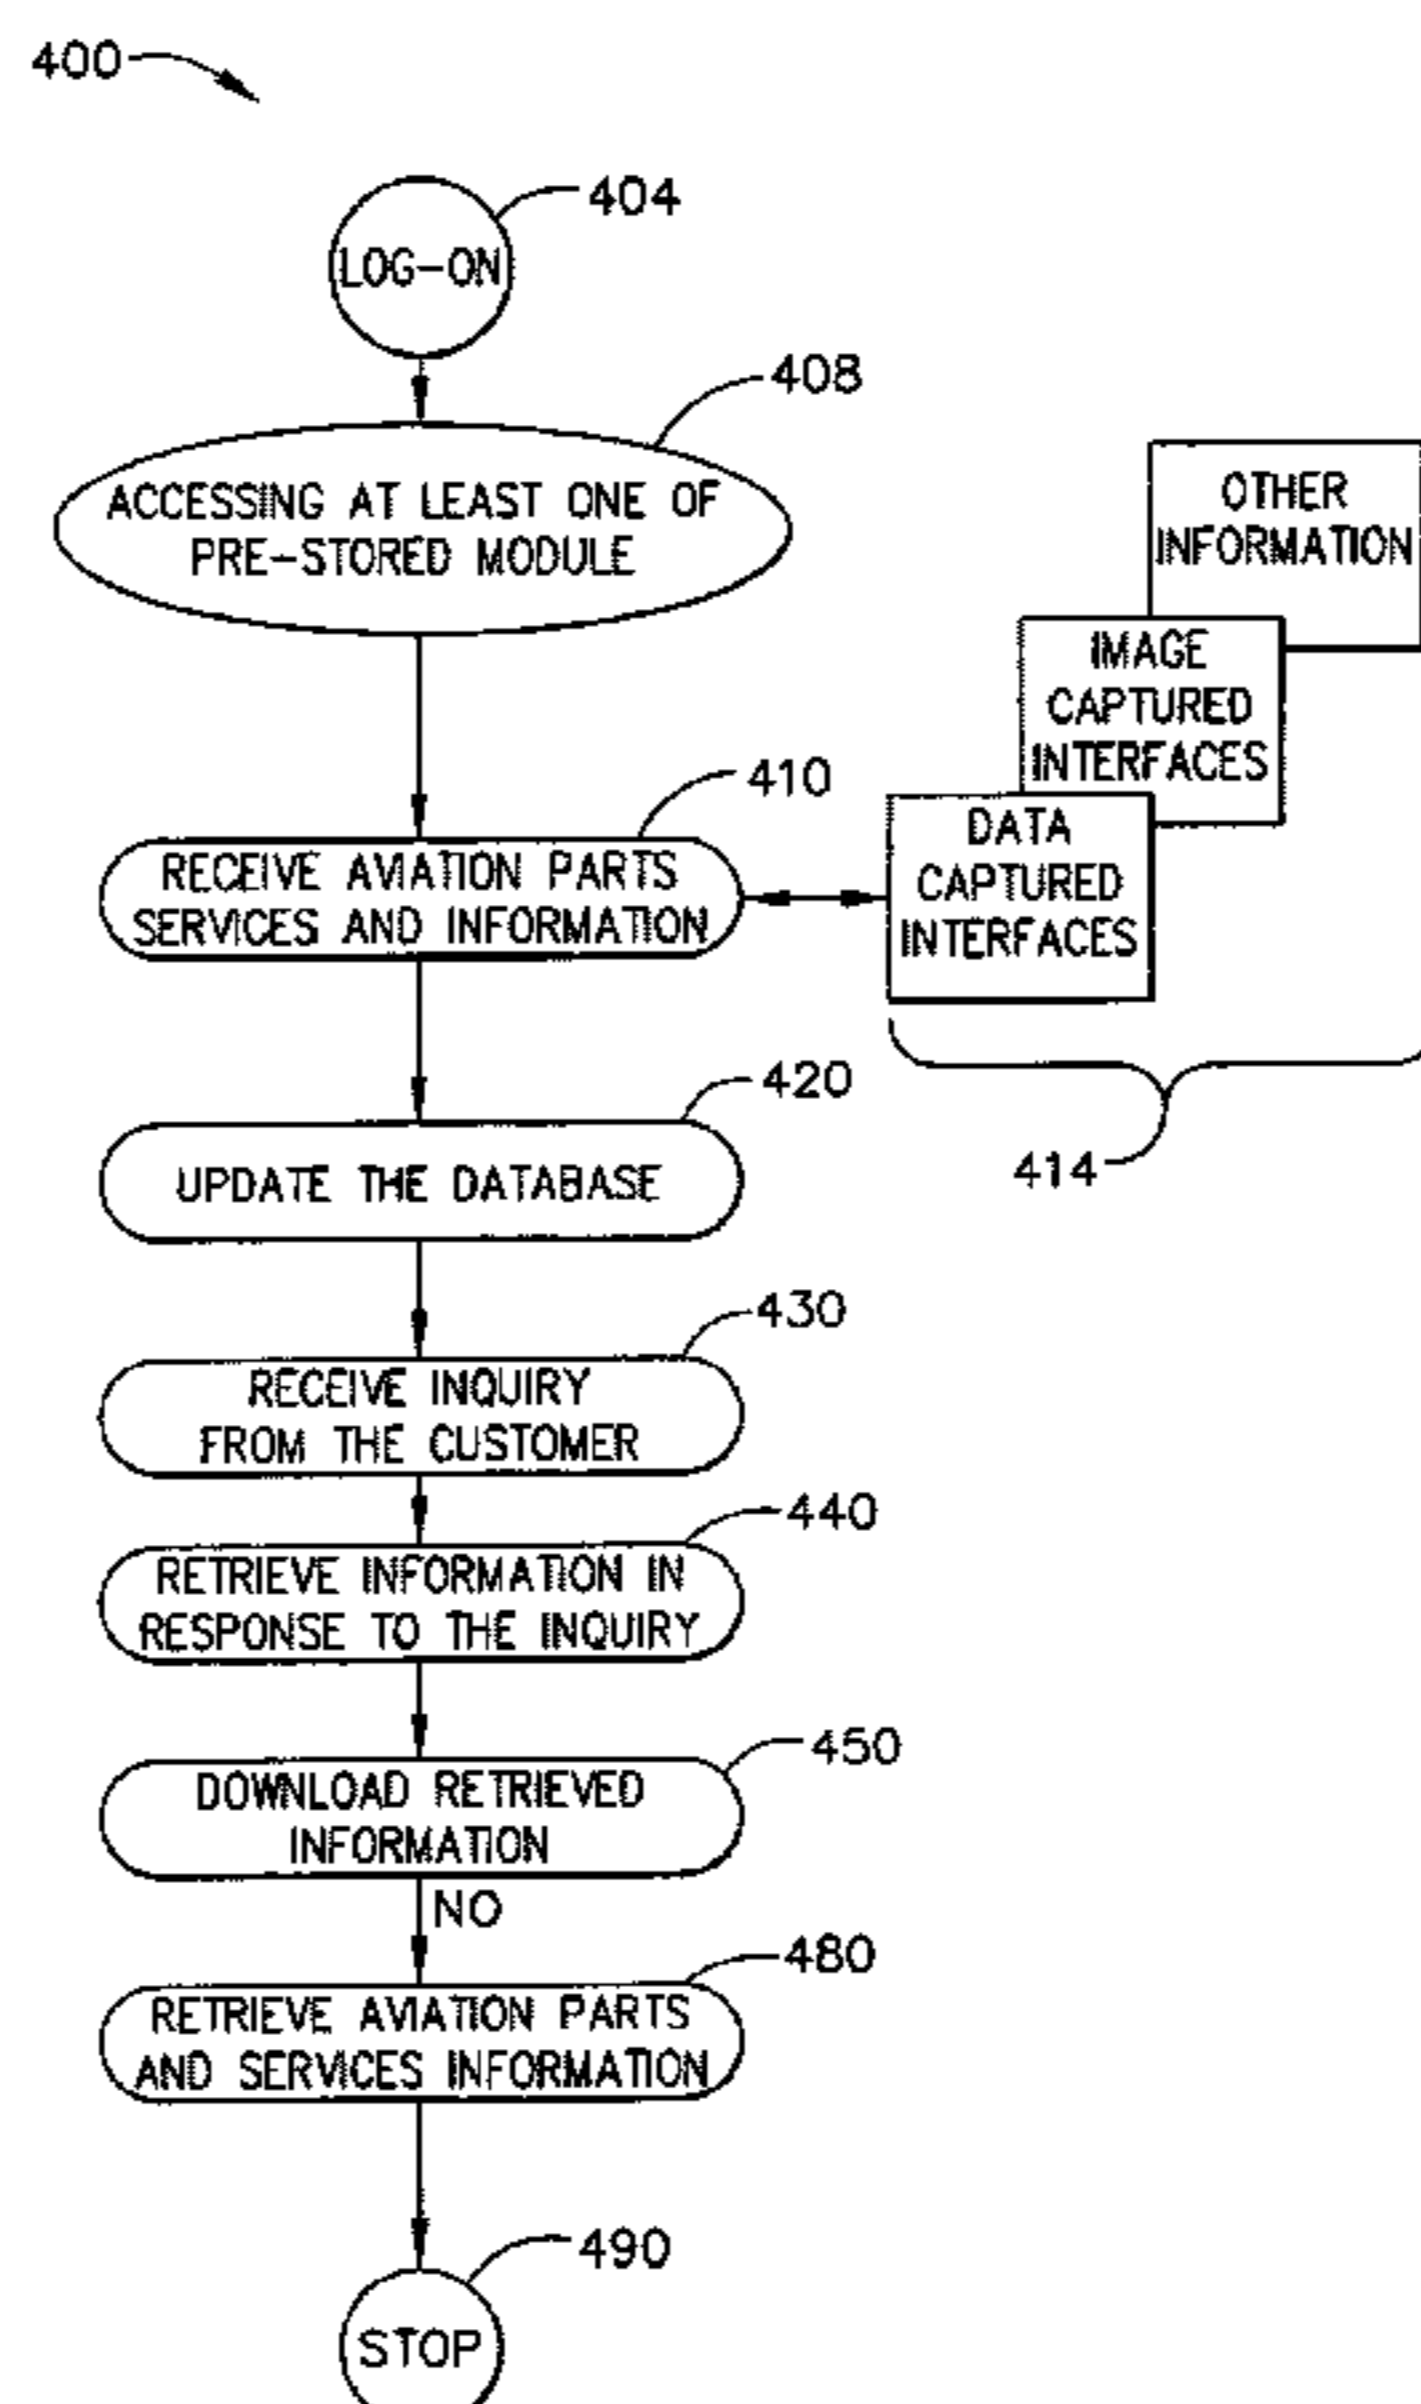 400
404
LOG-ON
408
ACCESSING AT LEAST ONE OF
PRE-STORED MODULE
OTHER
INFORMATION
IMAGE
CAPTURED
INTERFACES
410
RECEIVE AVIATION PARTS
SERVICES AND INFORMATION
DATA
CAPTURED
INTERFACES
414
420
UPDATE THE DATABASE
430
RECEIVE INQUIRY
FROM THE CUSTOMER
440
RETRIEVE INFORMATION IN
RESPONSE TO THE INQUIRY
450
DOWNLOAD RETRIEVED
INFORMATION
NO
480
RETRIEVE AVIATION PARTS
AND SERVICES INFORMATION
490
STOP